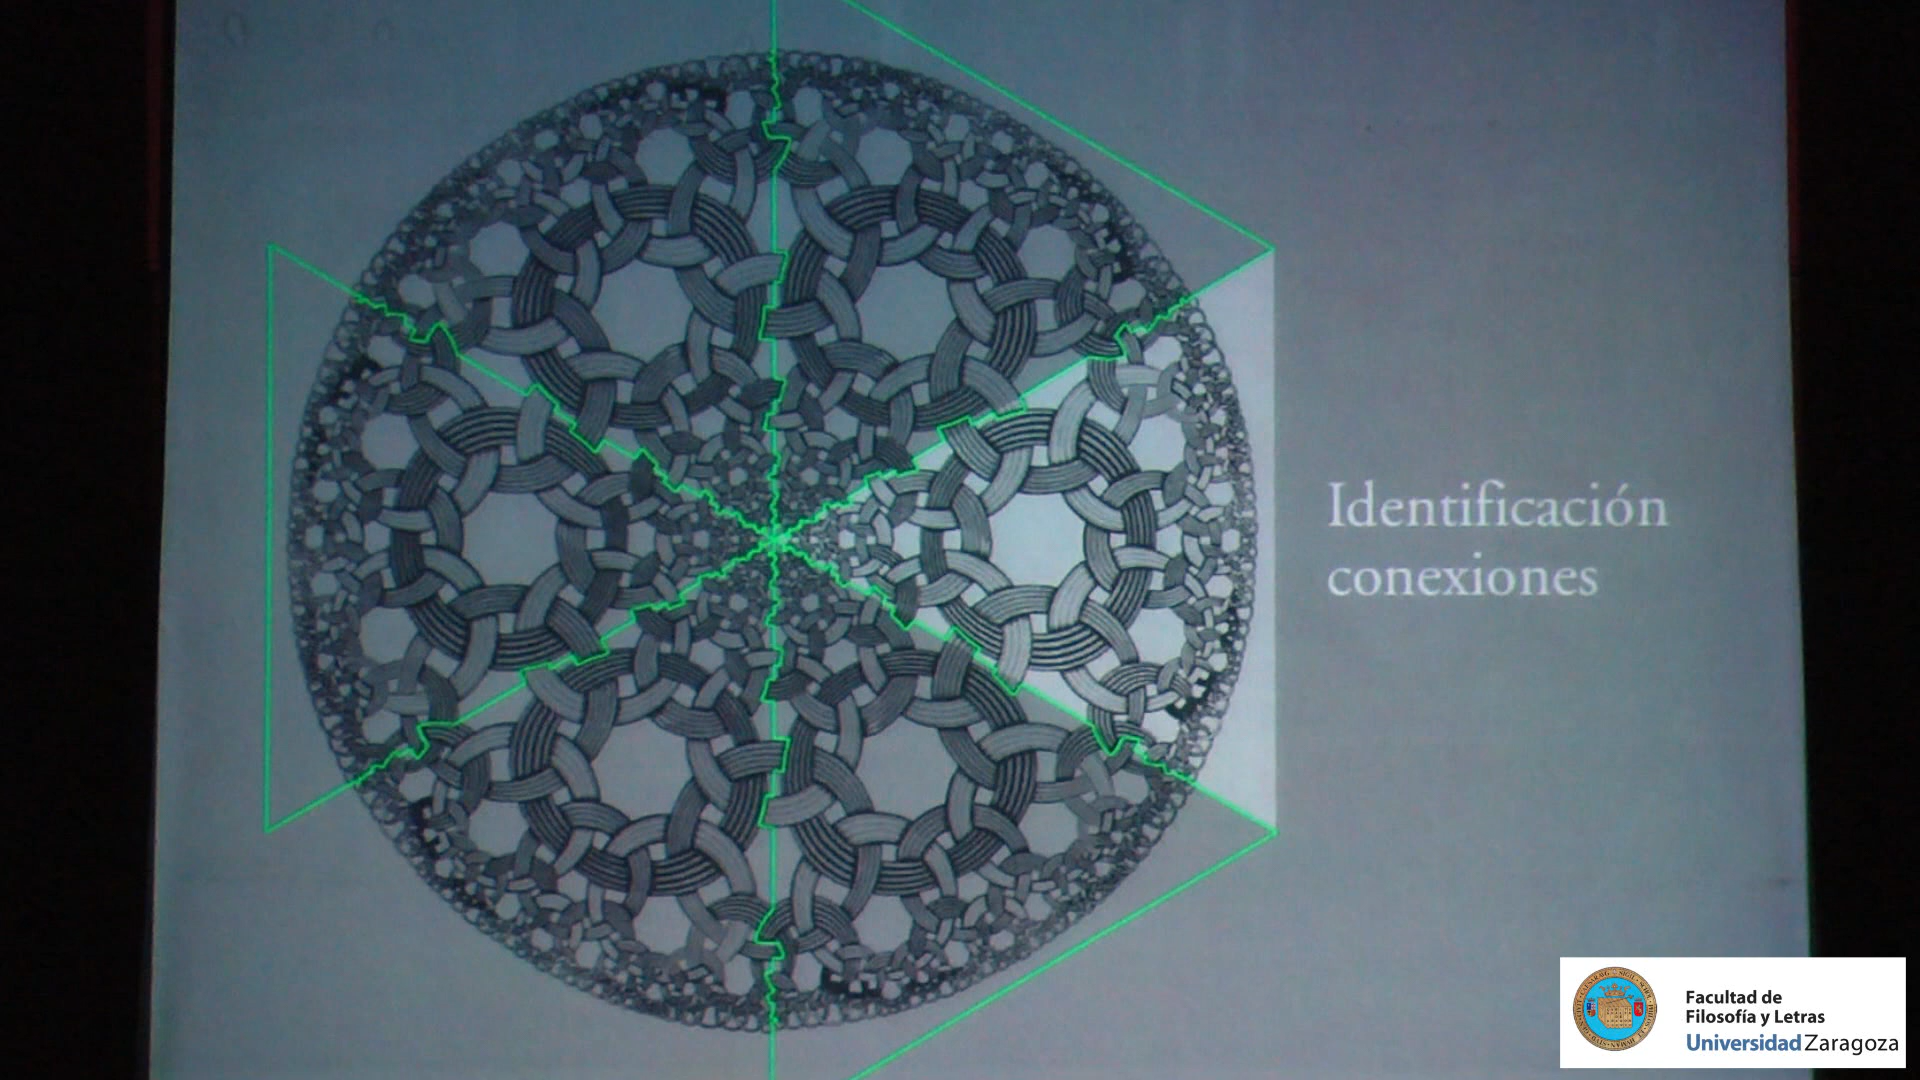 Identificación
conexiones
Facultad de
Filosofía y Letras
Universidad Zaragoza